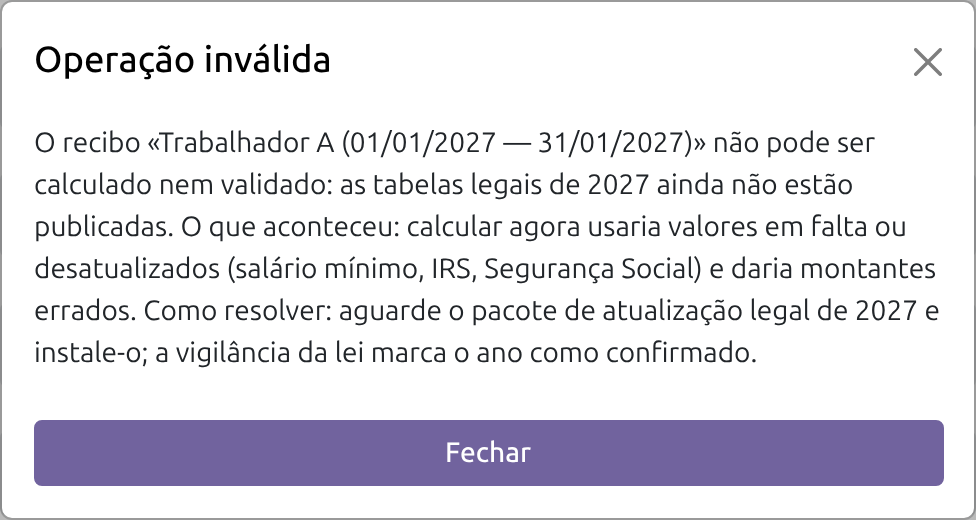 Operação inválida
O recibo «Trabalhador A (01/01/2027 — 31/01/2027)» não pode ser
calculado nem validado: as tabelas legais de 2027 ainda não estão
publicadas. O que aconteceu: calcular agora usaria valores em falta ou
desatualizados (salário mínimo, IRS, Segurança Social) e daria montantes
errados. Como resolver: aguarde o pacote de atualização legal de 2027 e
instale-o; a vigilância da lei marca o ano como confirmado.
Fechar